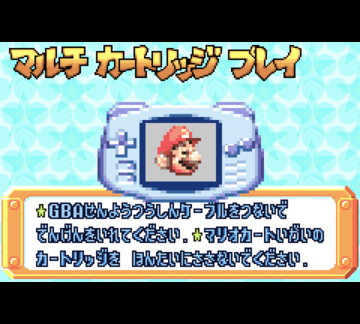 マルチ カートリッジ プレイ
★GBAせんようつうしんケーブルをつないで
でんげんをいれてください.★マリオカートいがいの
カートリッジを はんたいにささないでください.